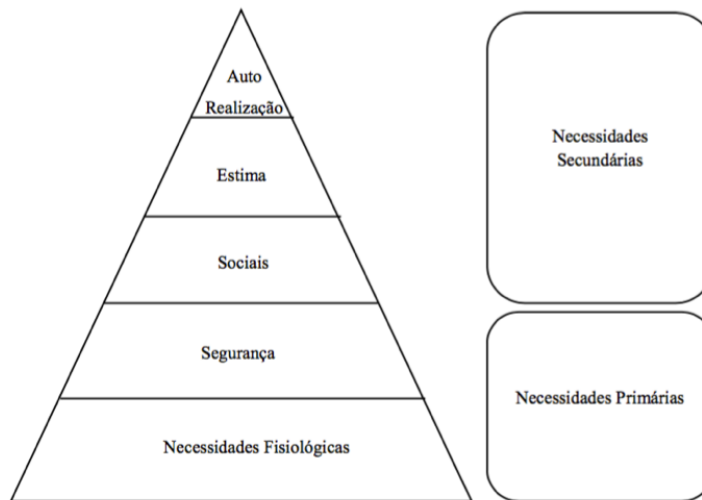 Auto
Realização
Estima
Sociais
Segurança
Necessidades Fisiológicas
Necessidades
Secundárias
Necessidades Primárias